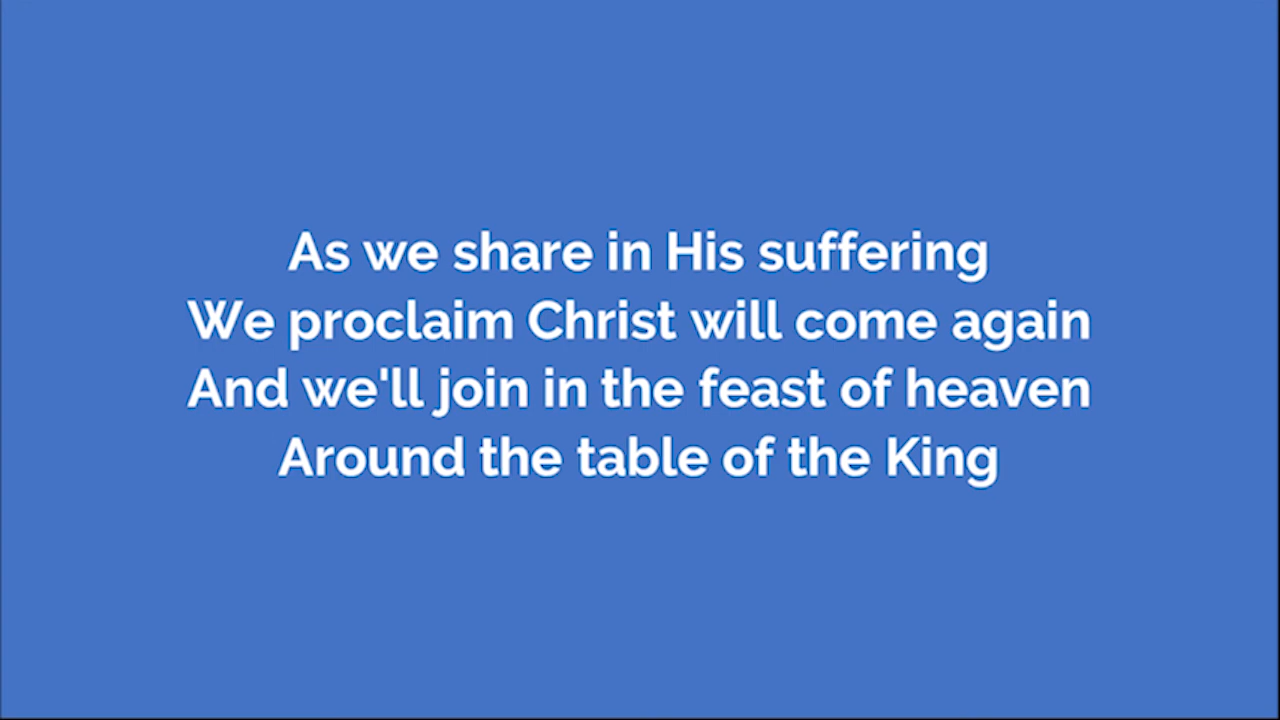 As we share in His suffering
We proclaim Christ will come again
And we'll join in the feast of heaven
Around the table of the King